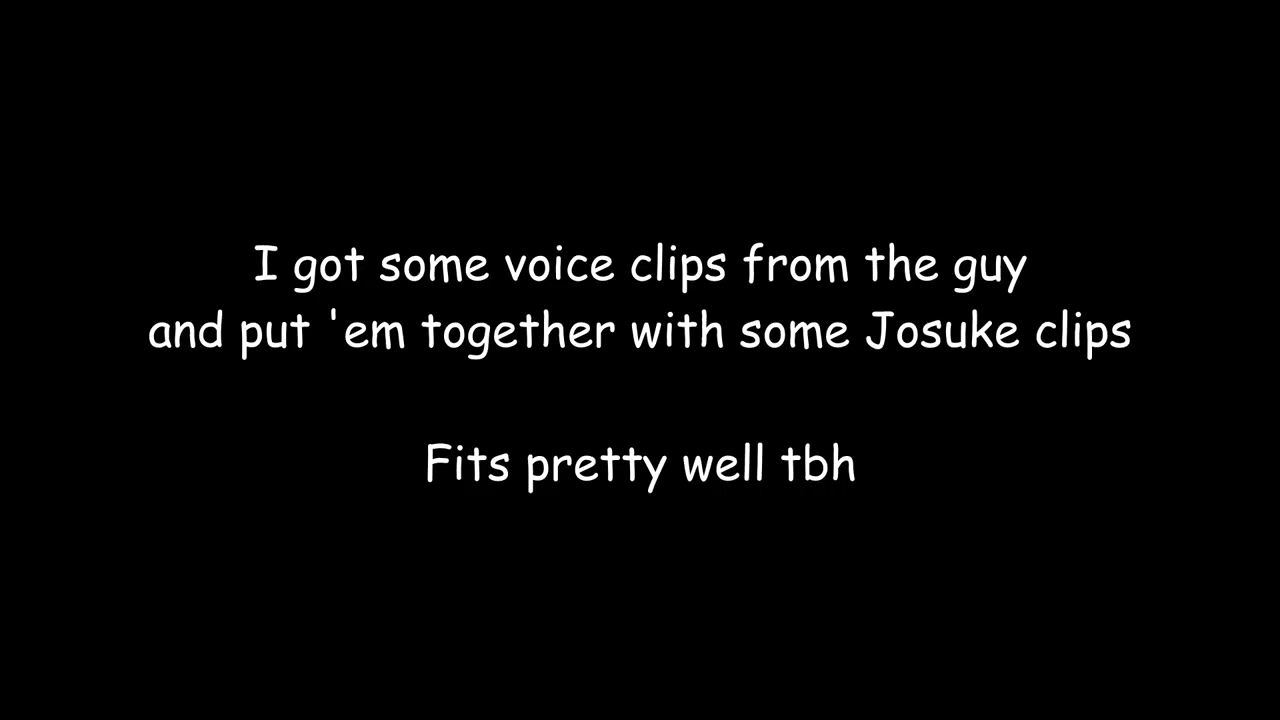 I got some voice clips from the guy
and put 'em together with some Josuke clips
Fits pretty well tbh